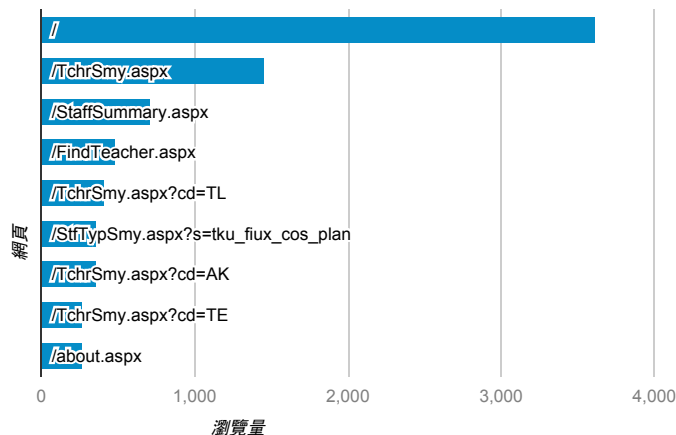 /
/TchrSmy.aspx
/StaffSummary.aspx
/FindTeacher.aspx
/TchrSmy.aspx?cd=TL
/StfTypSmy.aspx?s=tku_fiux_cos_plan
/TchrSmy.aspx?cd=AK
/TchrSmy.aspx?cd=TE
/about.aspx
網頁
0 1,000 2,000 3,000 4,000
瀏覽量